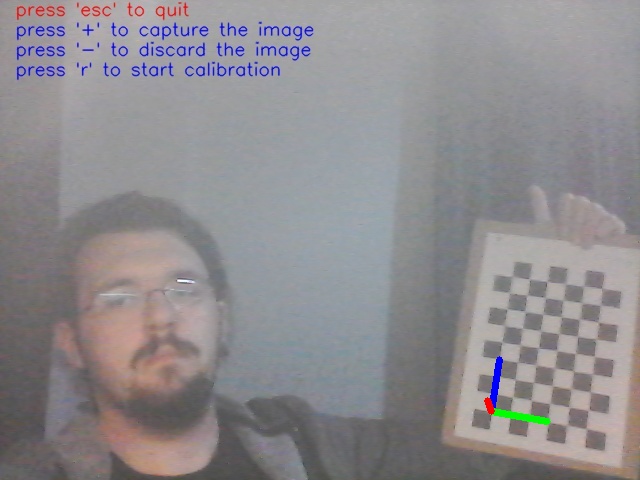 press 'esc' to quit
press '+' to capture the image
press '-' to discard the image
press 'r' to start calibration